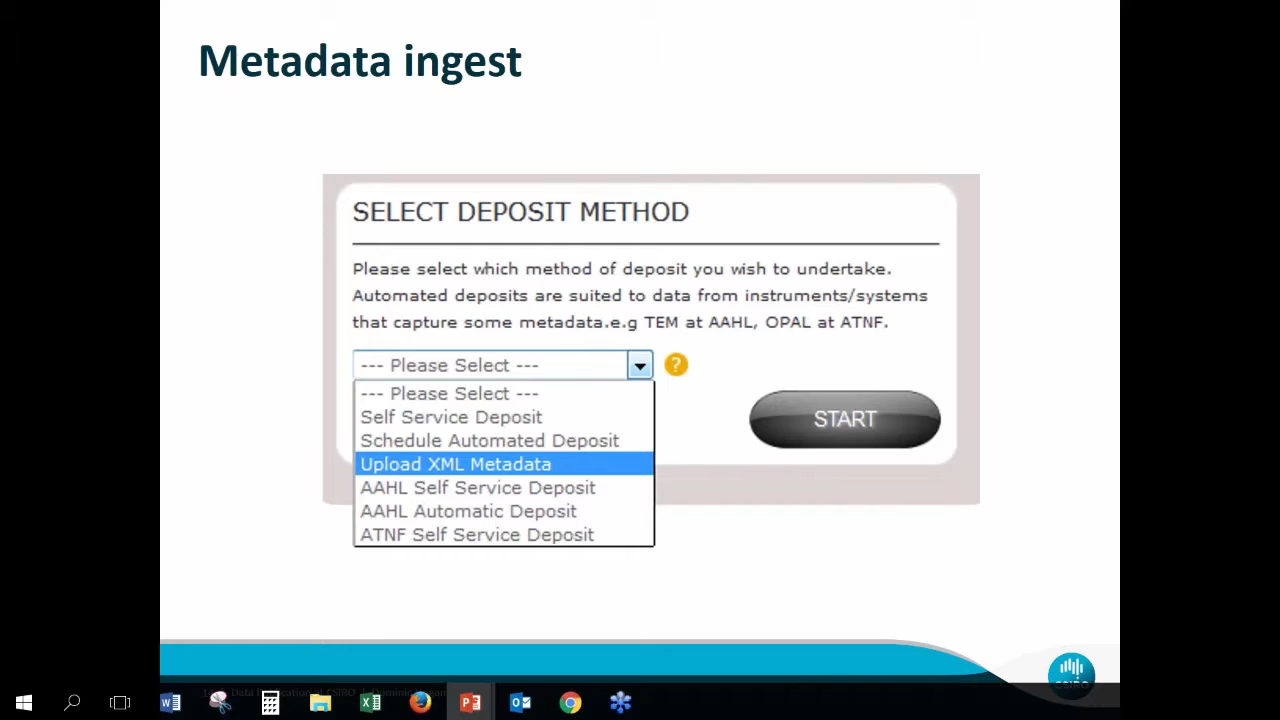 Metadata ingest
SELECT DEPOSIT METHOD
Please select which method of deposit you wish to undertake.
Automated deposits are suited to data from instruments/systems
that capture some metadata.e.g TEM at AAHL, OPAL at ATNF.
--- Please Select ---
?
--- Please Select ---
Self Service Deposit
Schedule Automated Deposit
Upload XML Metadata
AAHL Self Service Deposit
AAHL Automatic Deposit
ATNF Self Service Deposit
START
CSIRO